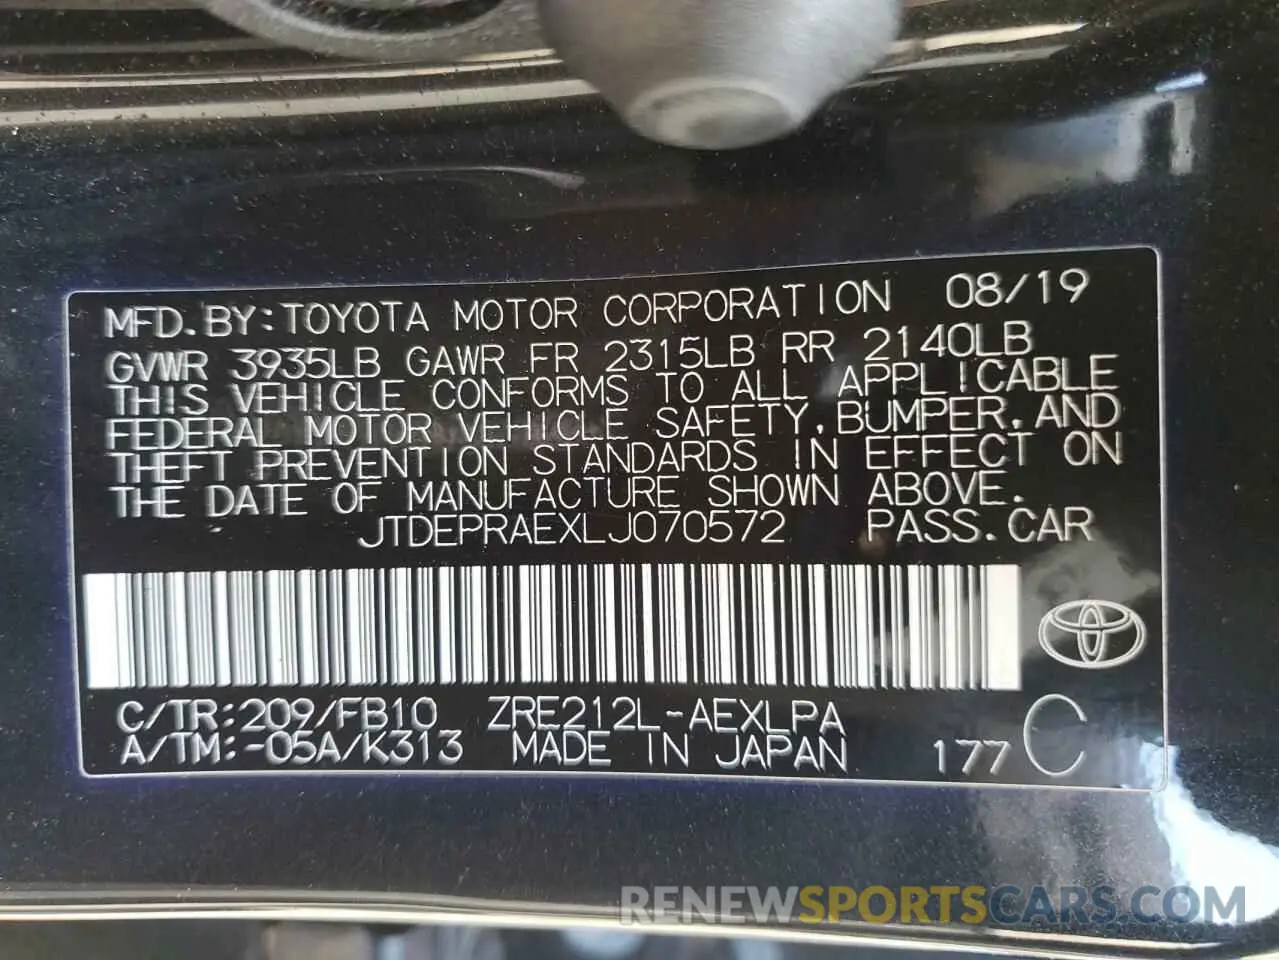 MFD. BY: TOYOTA MOTOR CORPORATION 08/19
GVWR 3935LB GAWR FR 2315LB RR 2140LB
THIS VEHICLE CONFORMS TO ALL APPLICABLE
FEDERAL MOTOR VEHICLE SAFETY, BUMPER, AND
THEFT PREVENTION STANDARDS IN EFFECT ON
THE DATE OF MANUFACTURE SHOWN ABOVE.
JTDEPRAEXLJ070572 PASS. CAR
C/TR: 209/FB10 ZRE212L-AEXLPA
A/TM: -05A/K313 MADE IN JAPAN 177 C
RENEWSPORTSCARS.COM